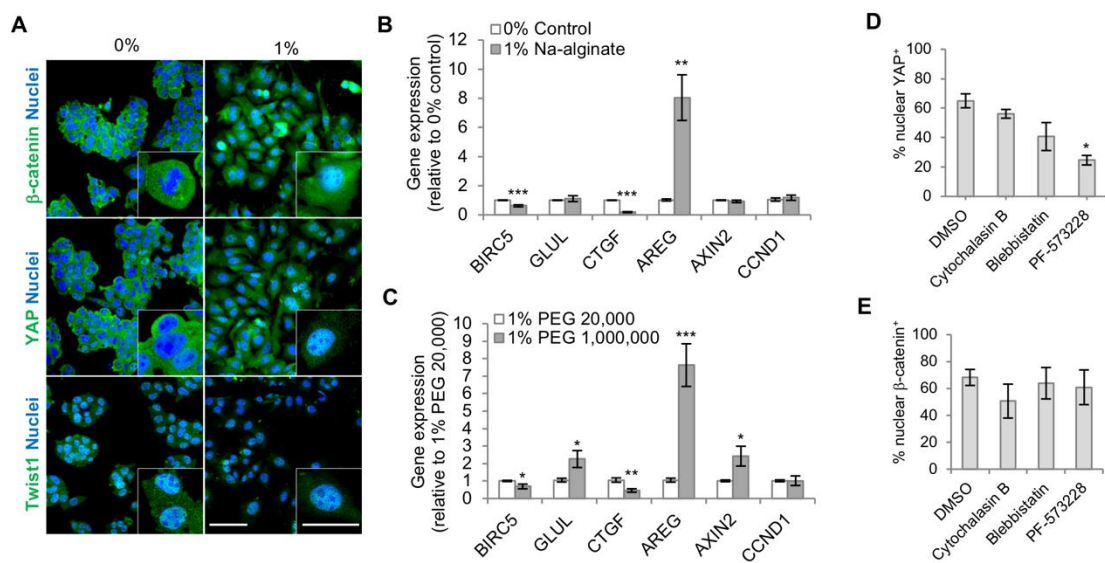 A
0%
1%
β-catenin Nuclei
YAP Nuclei
Twist1 Nuclei
B
0% Control
1% Na-alginate
Gene expression
(relative to 0% control)
12
10
8
6
4
2
0
**
***
***
BIRC5
GLUL
CTGF
AREG
AXIN2
CCND1
C
1% PEG 20,000
1% PEG 1,000,000
Gene expression
(relative to 1% PEG 20,000)
10
9
8
7
6
5
4
3
2
1
0
*
*
**
***
*
BIRC5
GLUL
CTGF
AREG
AXIN2
CCND1
D
% nuclear YAP⁺
100
80
60
40
20
0
*
DMSO
Cytochalasin B
Blebbistatin
PF-573228
E
% nuclear β-catenin⁺
100
80
60
40
20
0
DMSO
Cytochalasin B
Blebbistatin
PF-573228